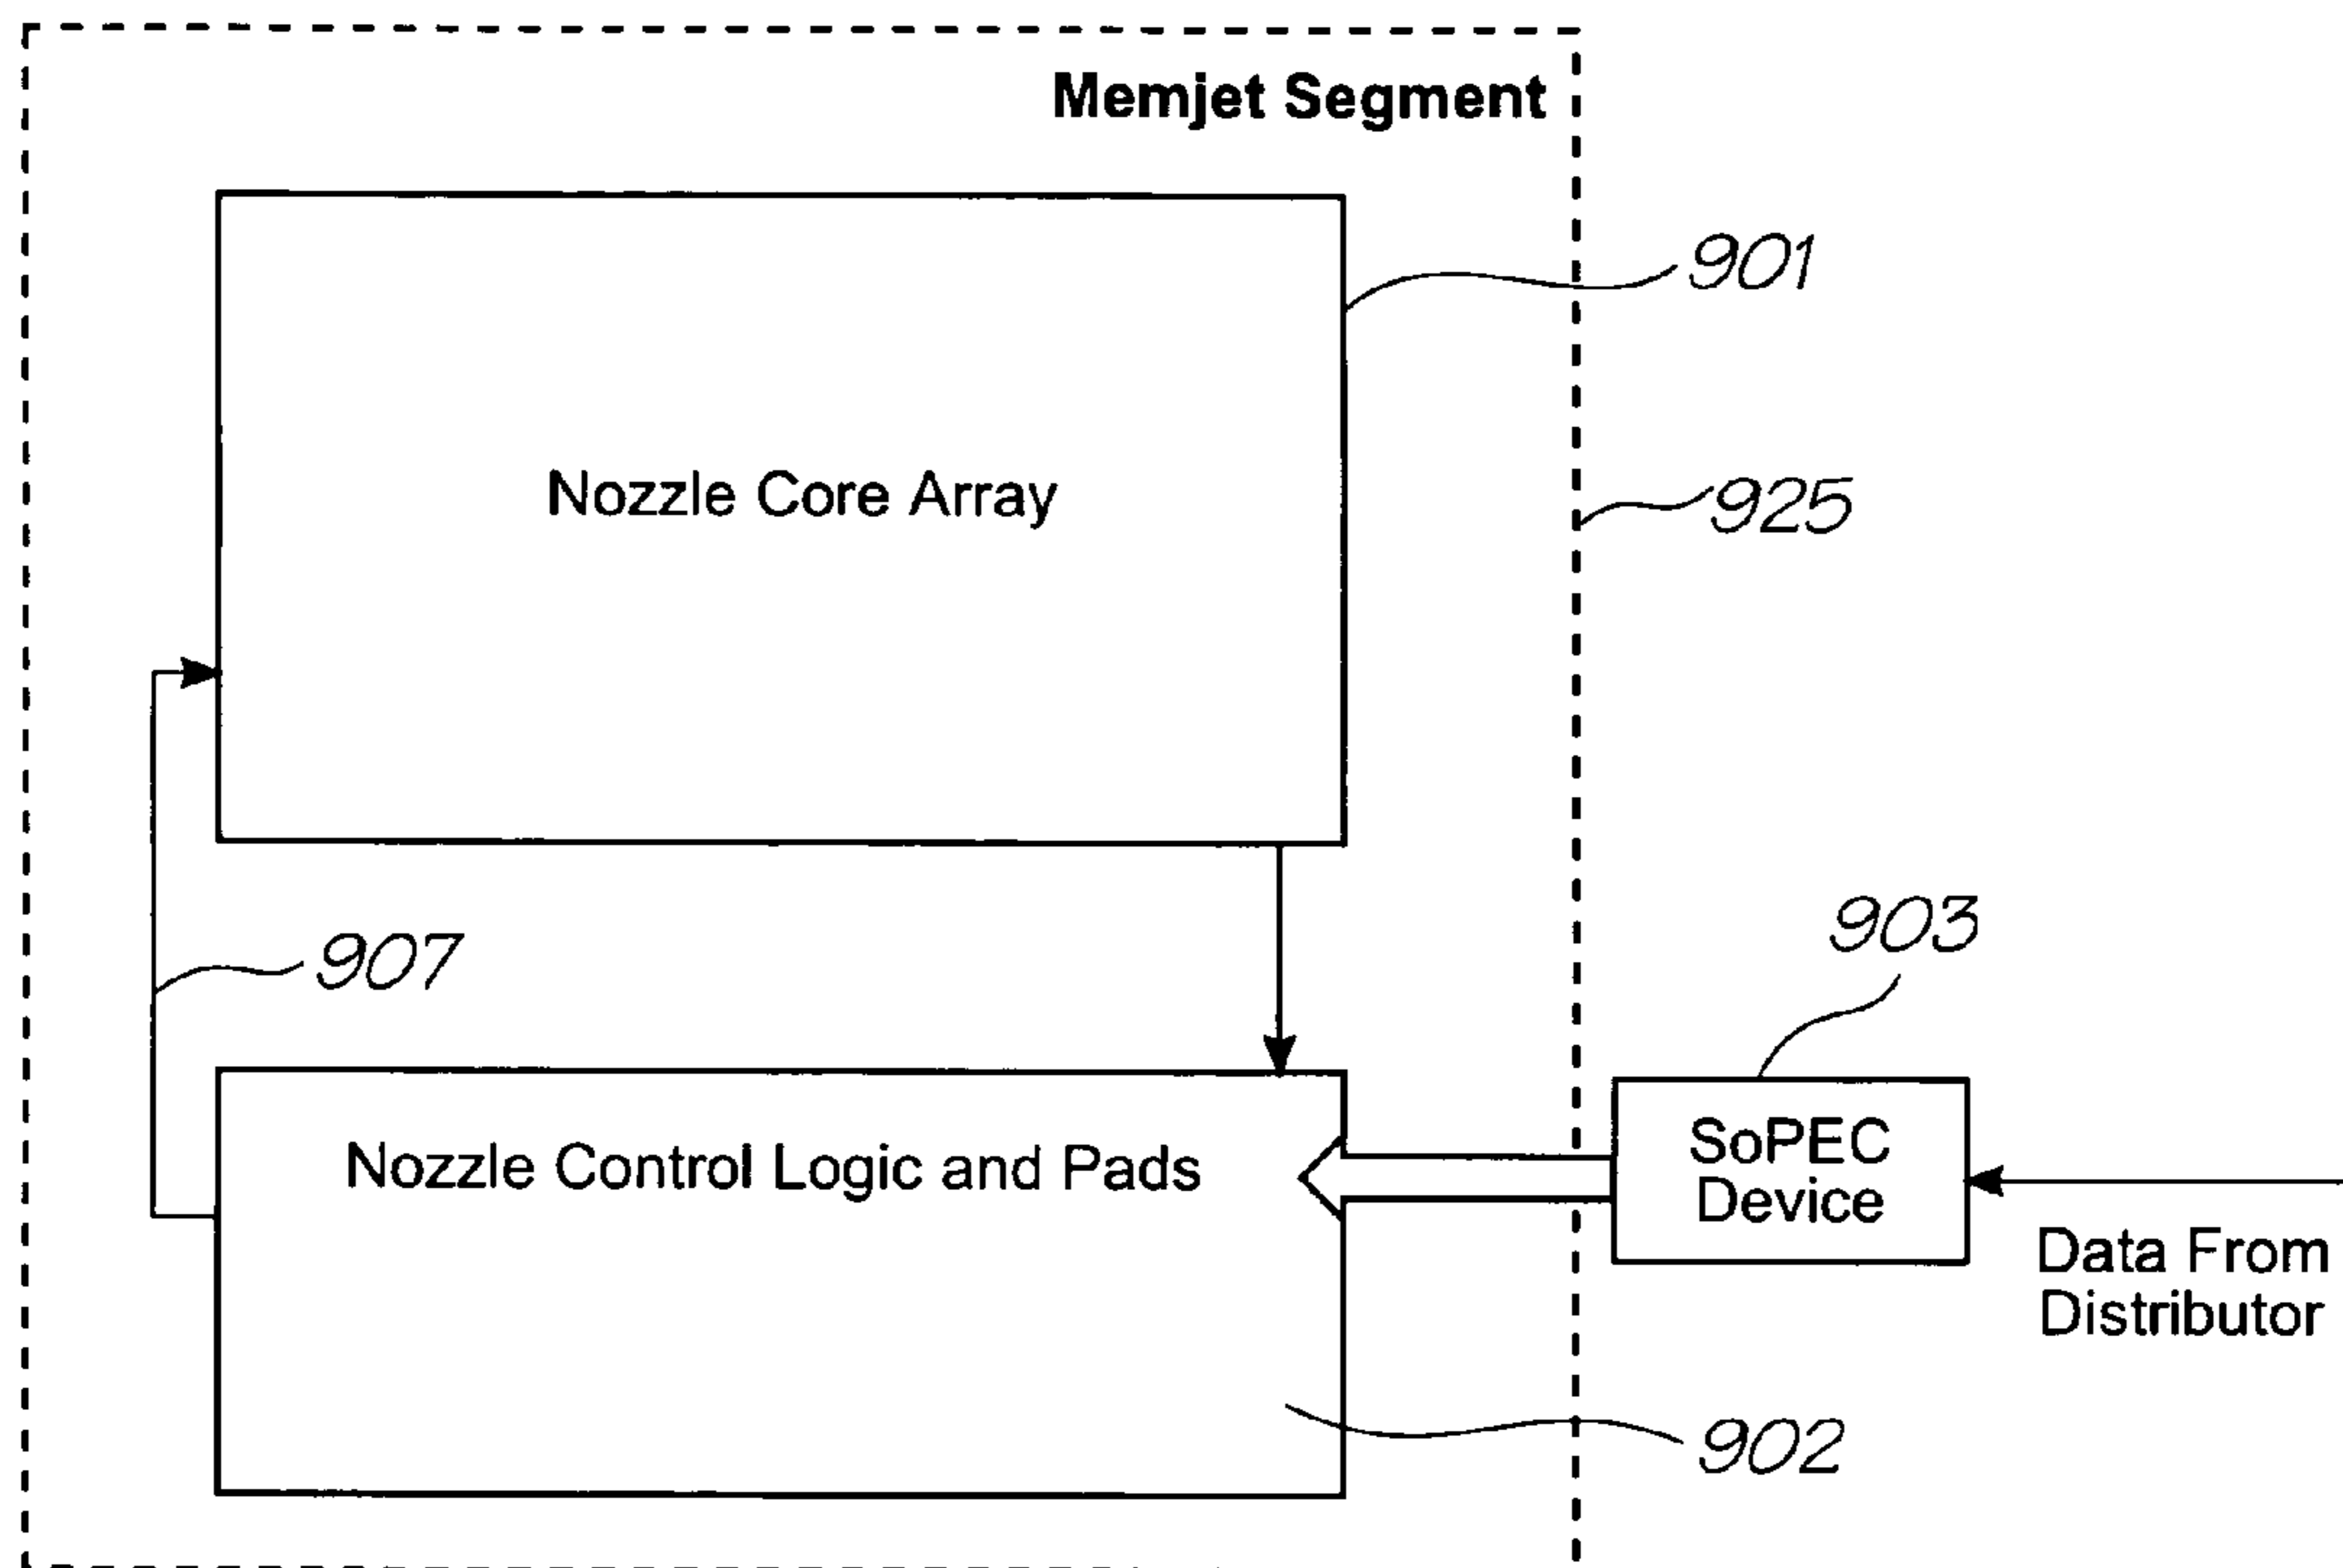 Memjet Segment
901
Nozzle Core Array
925
907
903
SoPEC
Device
Nozzle Control Logic and Pads
Data From
Distributor
902